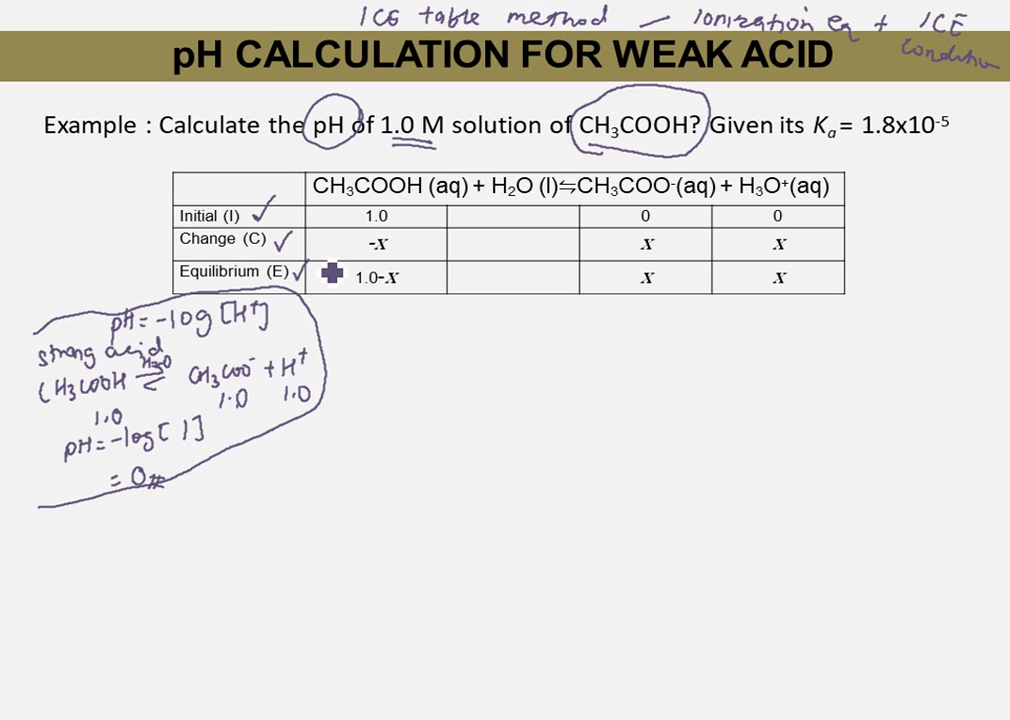 ICE table method – ionization eq + ICE condition
pH CALCULATION FOR WEAK ACID
Example : Calculate the pH of 1.0 M solution of CH₃COOH? Given its Kₐ = 1.8x10⁻⁵
CH₃COOH (aq) + H₂O (l)⇋CH₃COO⁻(aq) + H₃O⁺(aq)
Initial (I) ✓ 1.0 0 0
Change (C) ✓ -x x x
Equilibrium (E) ✓ 1.0-x x x
pH = -log [H⁺]
strong acid
CH₃COOH ⇌ H₂O CH₃COO⁻ + H⁺
1.0 1.0 1.0
pH = -log [1]
= 0#